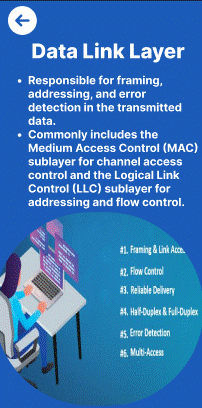 Data Link Layer
• Responsible for framing,
addressing, and error
detection in the transmitted
data.
• Commonly includes the
Medium Access Control (MAC)
sublayer for channel access
control and the Logical Link
Control (LLC) sublayer for
addressing and flow control.
#1. Framing & Link Acce
#2. Flow Control
#3. Reliable Delivery
#4. Half-Duplex & Full-Duplex
#5. Error Detection
#6. Multi-Access